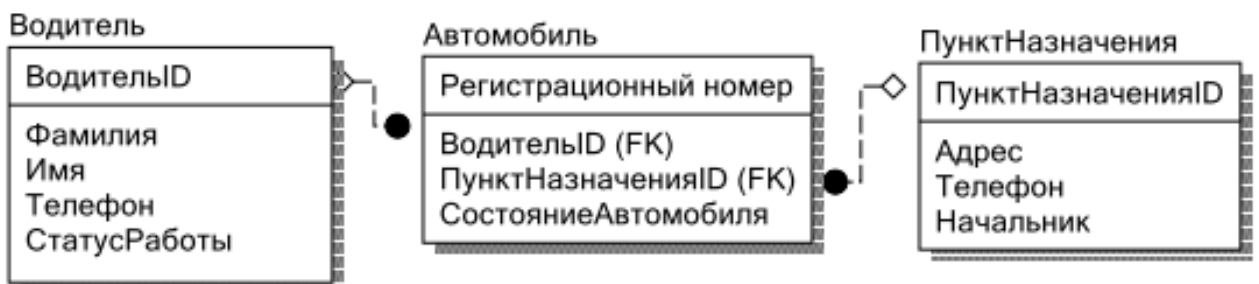 Водитель
ВодительID
Фамилия
Имя
Телефон
СтатусРаботы
Автомобиль
Регистрационный номер
ВодительID (FK)
ПунктНазначенияID (FK)
СостояниеАвтомобиля
ПунктНазначения
ПунктНазначенияID
Адрес
Телефон
Начальник